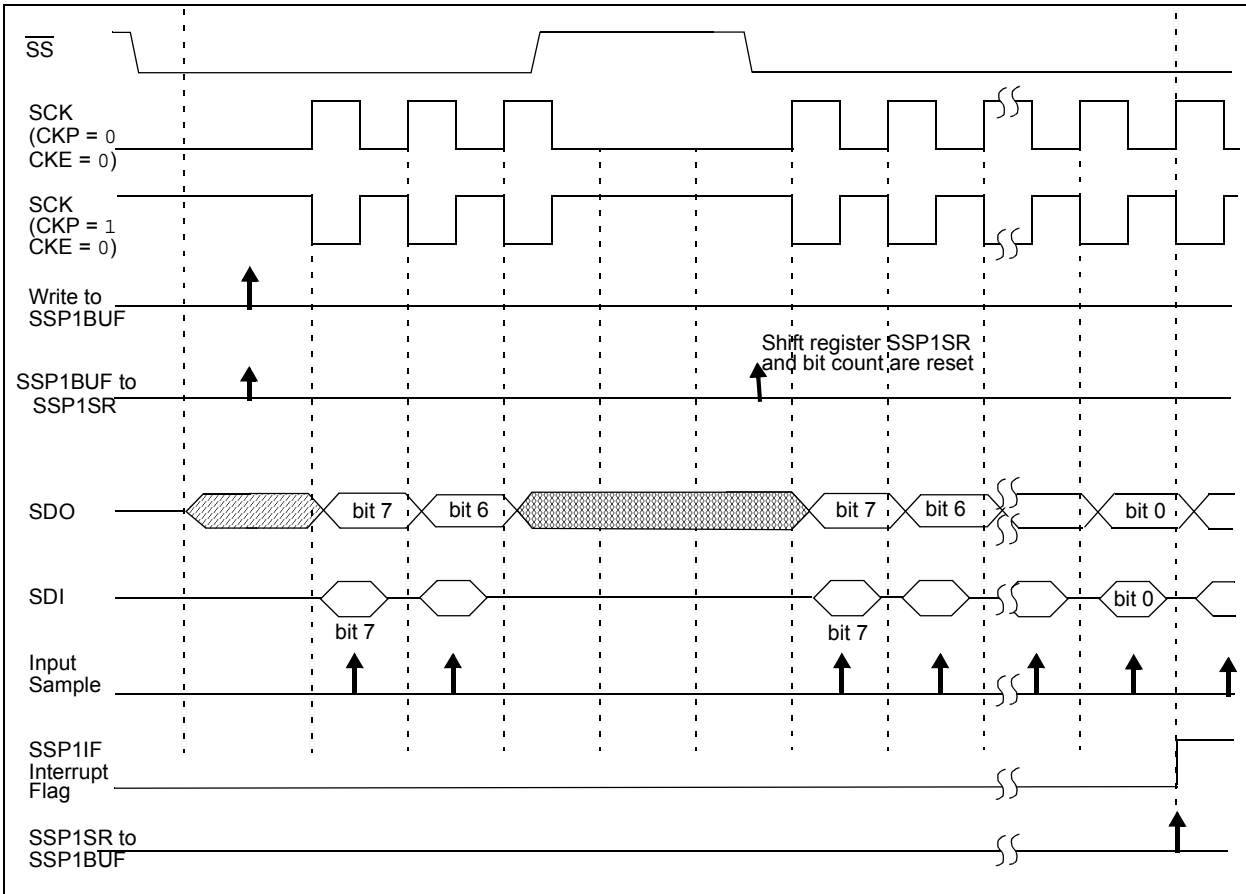 SS
SCK
(CKP = 0
CKE = 0)
SCK
(CKP = 1
CKE = 0)
Write to
SSP1BUF
Shift register SSP1SR
and bit count are reset
SSP1BUF to
SSP1SR
SDO
bit 7
bit 6
bit 7
bit 6
bit 0
SDI
bit 0
bit 7
bit 7
Input
Sample
SSP1IF
Interrupt
Flag
SSP1SR to
SSP1BUF